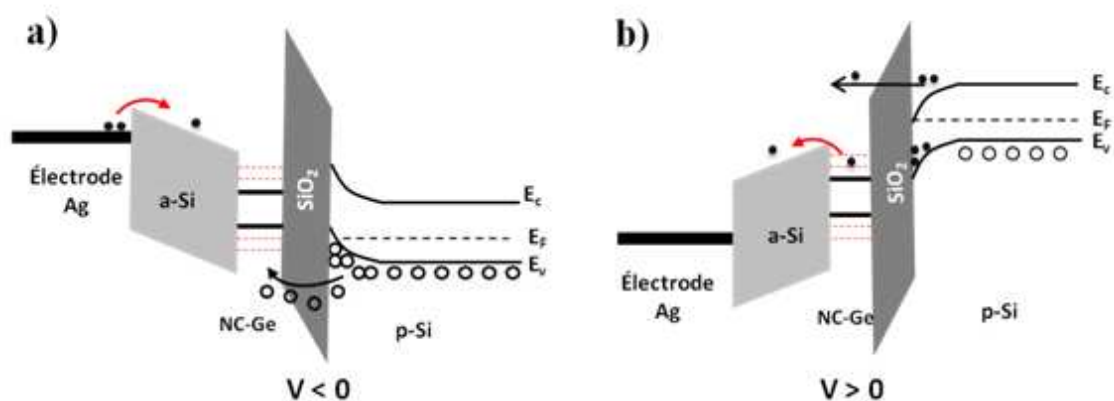 a)
Électrode
Ag
a-Si
SiO2
Ec
EF
Ev
NC-Ge
p-Si
V < 0
b)
Ec
EF
Ev
SiO2
a-Si
Électrode
Ag
NC-Ge
p-Si
V > 0